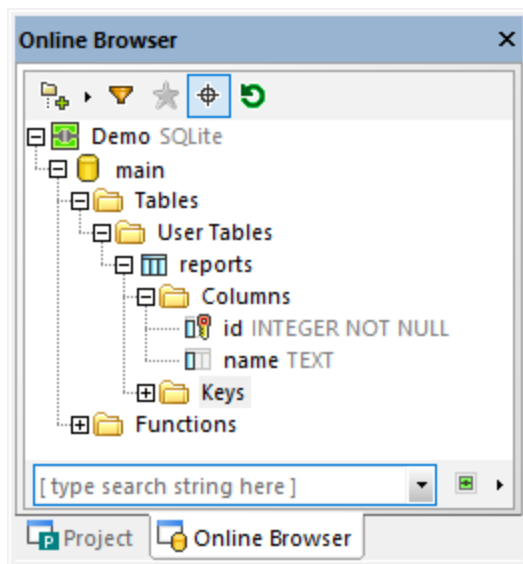 Online Browser
Demo SQLite
main
Tables
User Tables
reports
Columns
id INTEGER NOT NULL
name TEXT
Keys
Functions
[ type search string here ]
Project Online Browser